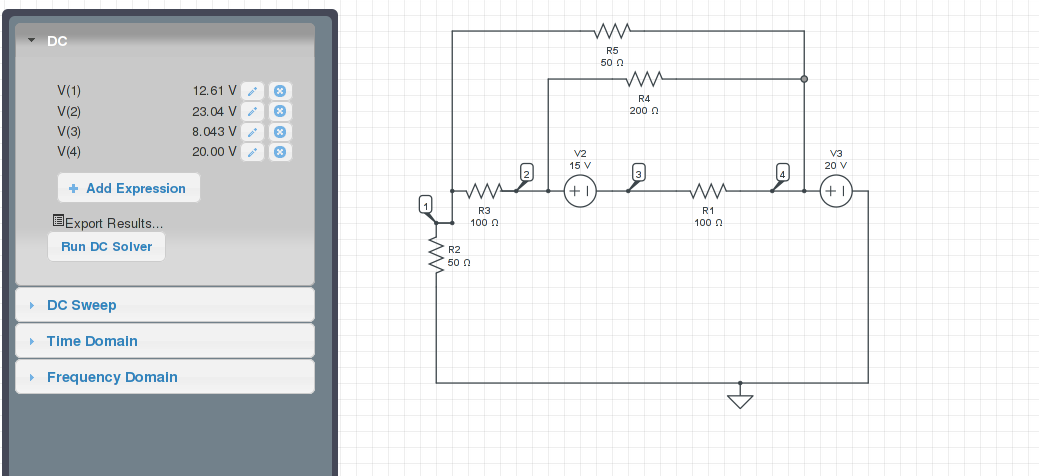 DC
V(1) 12.61 V
V(2) 23.04 V
V(3) 8.043 V
V(4) 20.00 V
+ Add Expression
Export Results...
Run DC Solver
DC Sweep
Time Domain
Frequency Domain
R5
50 Ω
R4
200 Ω
V2
15 V
V3
20 V
2
3
4
1
R3
100 Ω
R1
100 Ω
R2
50 Ω